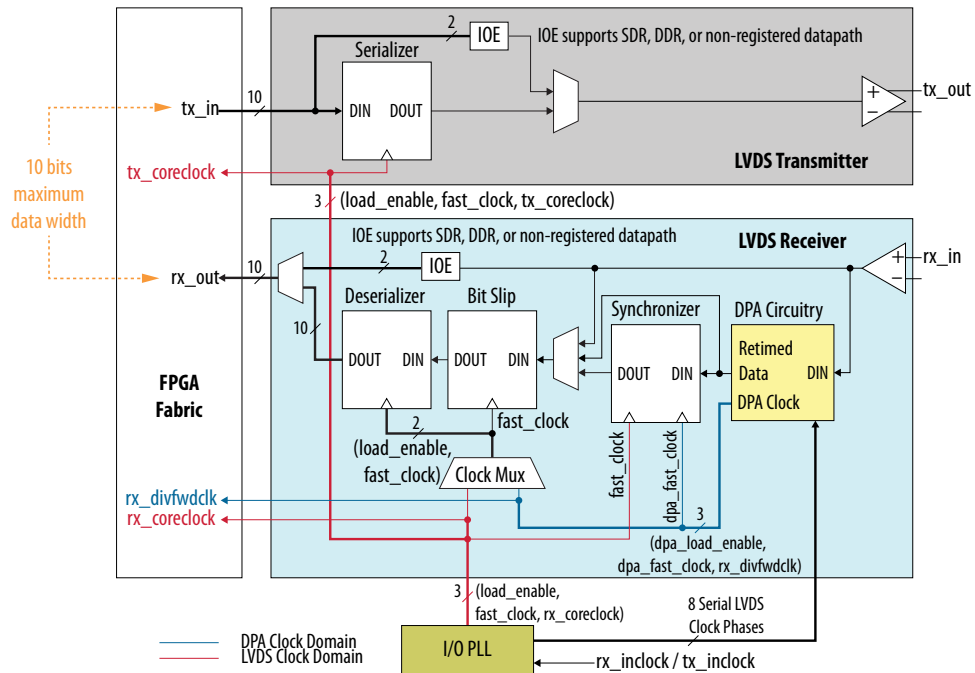 2
IOE
IOE supports SDR, DDR, or non-registered datapath
Serializer
tx_in
10
DIN
DOUT
+
−
tx_out
10 bits
maximum
data width
tx_coreclock
LVDS Transmitter
3
(load_enable, fast_clock, tx_coreclock)
IOE supports SDR, DDR, or non-registered datapath
LVDS Receiver
rx_out
10
2
IOE
+
−
rx_in
Deserializer
Bit Slip
Synchronizer
DPA Circuitry
10
DOUT
DIN
DOUT
DIN
DOUT
DIN
Retimed
Data
DIN
DPA Clock
FPGA
Fabric
2
(load_enable,
fast_clock)
fast_clock
Clock Mux
fast_clock
dpa_fast_clock
3
rx_divfwdclk
rx_coreclock
(dpa_load_enable,
dpa_fast_clock, rx_divfwdclk)
3
(load_enable,
fast_clock, rx_coreclock)
8 Serial LVDS
Clock Phases
DPA Clock Domain
LVDS Clock Domain
I/O PLL
rx_inclock / tx_inclock